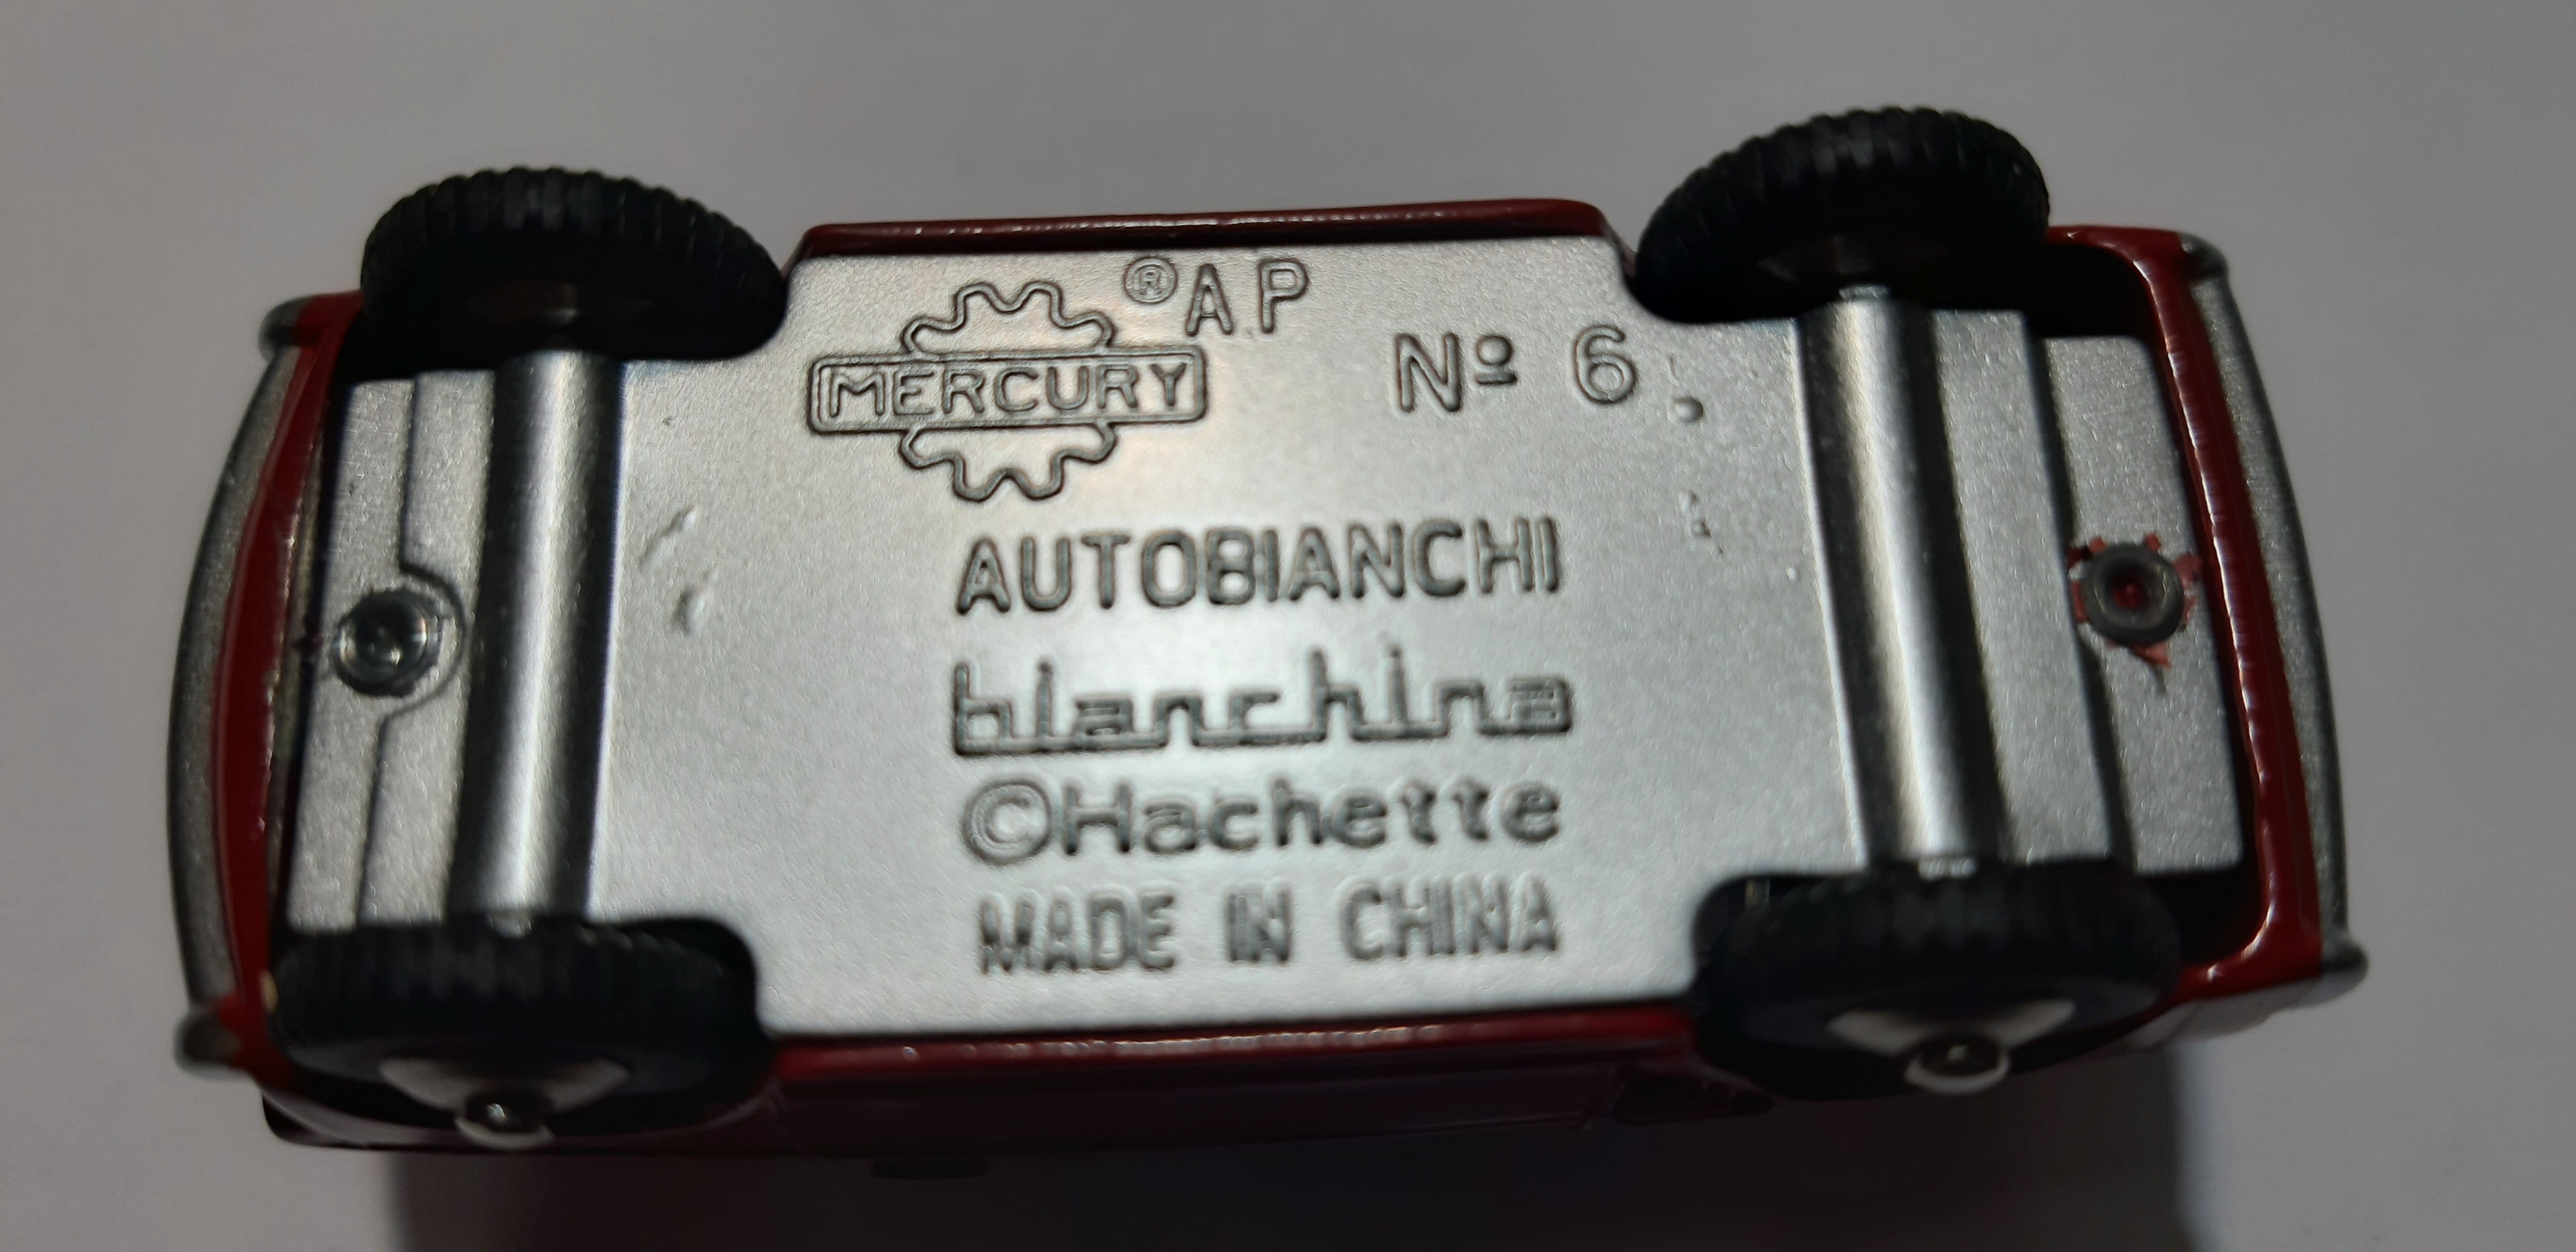 ® AP
MERCURY
Nº 6
AUTOBIANCHI
bianchina
©Hachette
MADE IN CHINA